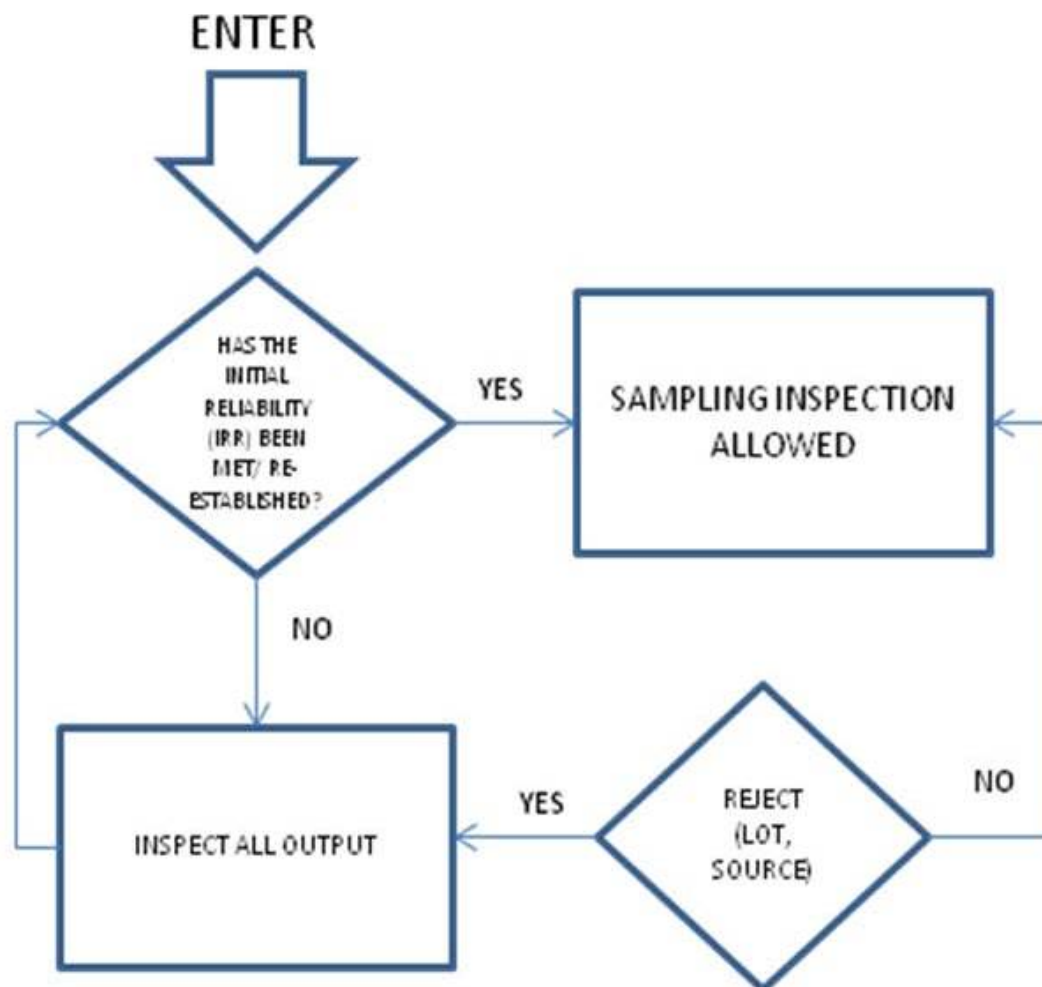 ENTER
HAS THE
INITIAL
RELIABILITY
(IRR) BEEN
MET/ RE-
ESTABLISHED?
YES
SAMPLING INSPECTION
ALLOWED
NO
INSPECT ALL OUTPUT
YES
REJECT
(LOT,
SOURCE)
NO